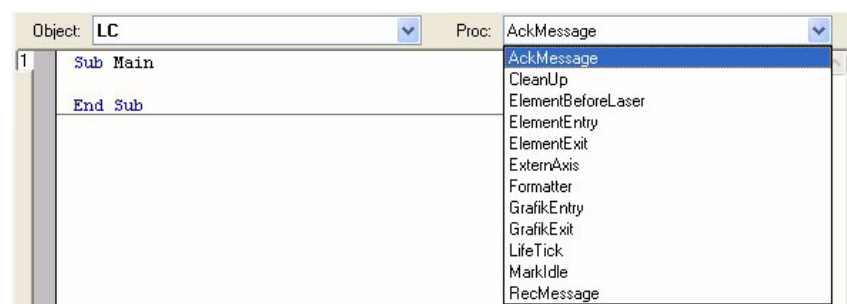 Object: LC Proc: AckMessage
1
Sub Main
End Sub
AckMessage
CleanUp
ElementBeforeLaser
ElementEntry
ElementExit
ExternAxis
Formatter
GrafikEntry
GrafikExit
LifeTick
MarkIdle
RecMessage